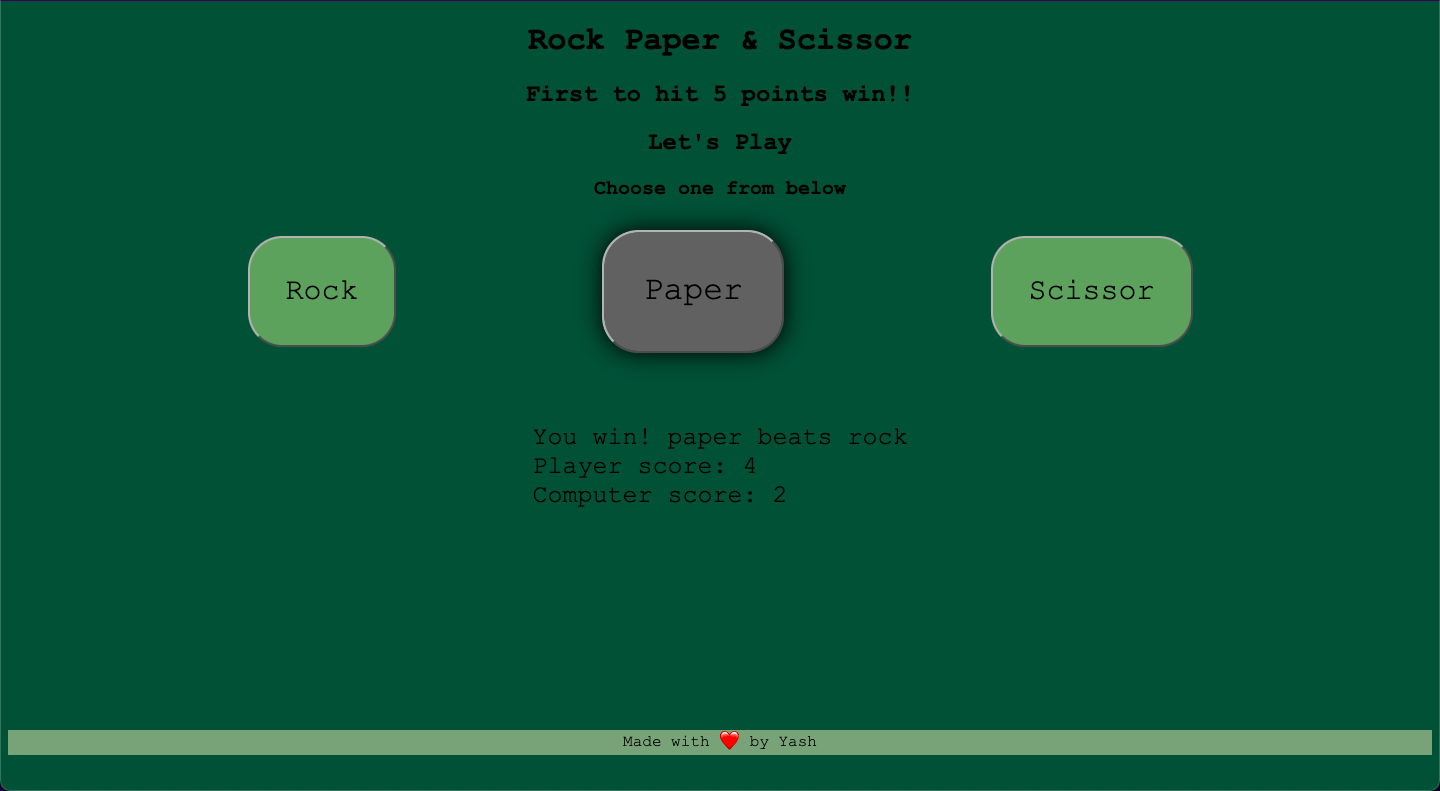 Rock Paper & Scissor
First to hit 5 points win!!
Let's Play
Choose one from below
Rock
Paper
Scissor
You win! paper beats rock
Player score: 4
Computer score: 2
Made with ❤️ by Yash